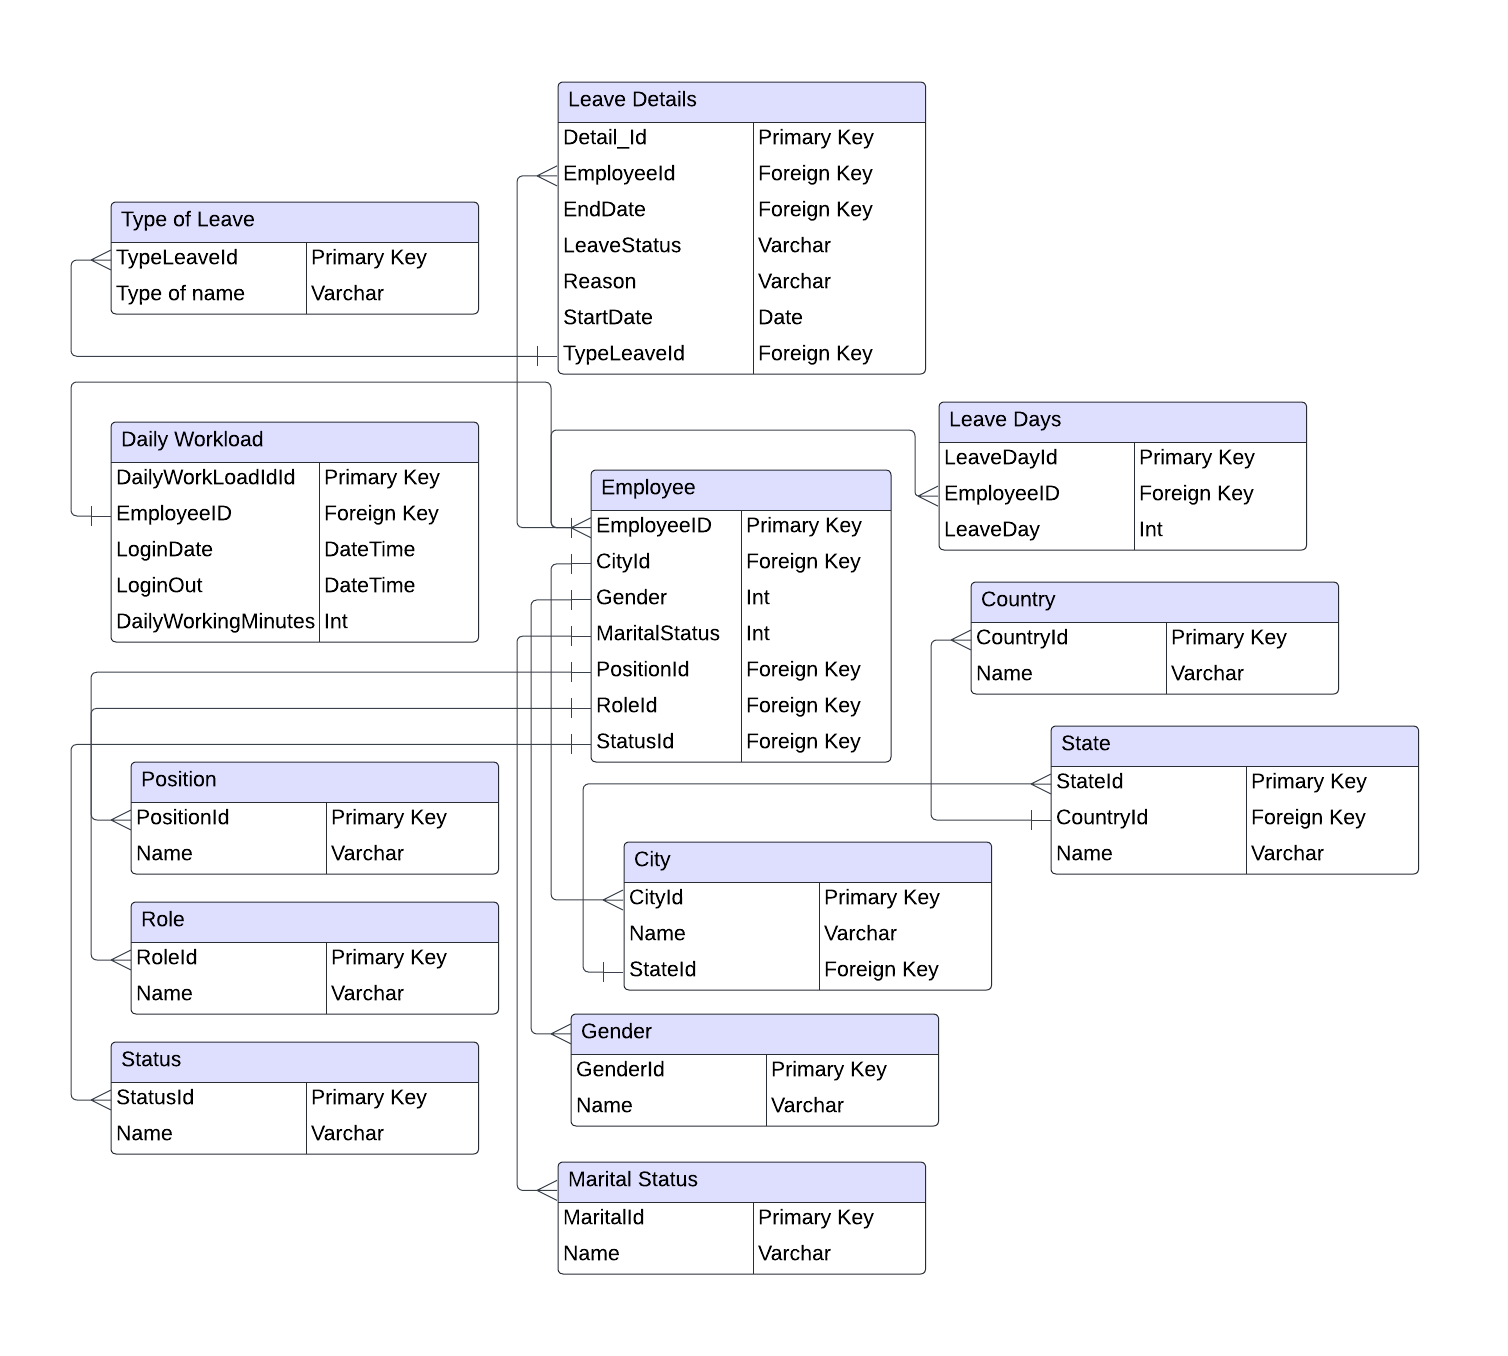 Leave Details
Detail_Id Primary Key
EmployeeId Foreign Key
EndDate Foreign Key
LeaveStatus Varchar
Reason Varchar
StartDate Date
TypeLeaveId Foreign Key
Type of Leave
TypeLeaveId Primary Key
Type of name Varchar
Daily Workload
DailyWorkLoadIdId Primary Key
EmployeeID Foreign Key
LoginDate DateTime
LoginOut DateTime
DailyWorkingMinutes Int
Leave Days
LeaveDayId Primary Key
EmployeeID Foreign Key
LeaveDay Int
Employee
EmployeeID Primary Key
CityId Foreign Key
Gender Int
MaritalStatus Int
PositionId Foreign Key
RoleId Foreign Key
StatusId Foreign Key
Country
CountryId Primary Key
Name Varchar
State
StateId Primary Key
CountryId Foreign Key
Name Varchar
Position
PositionId Primary Key
Name Varchar
City
CityId Primary Key
Name Varchar
StateId Foreign Key
Role
RoleId Primary Key
Name Varchar
Gender
GenderId Primary Key
Name Varchar
Status
StatusId Primary Key
Name Varchar
Marital Status
MaritalId Primary Key
Name Varchar